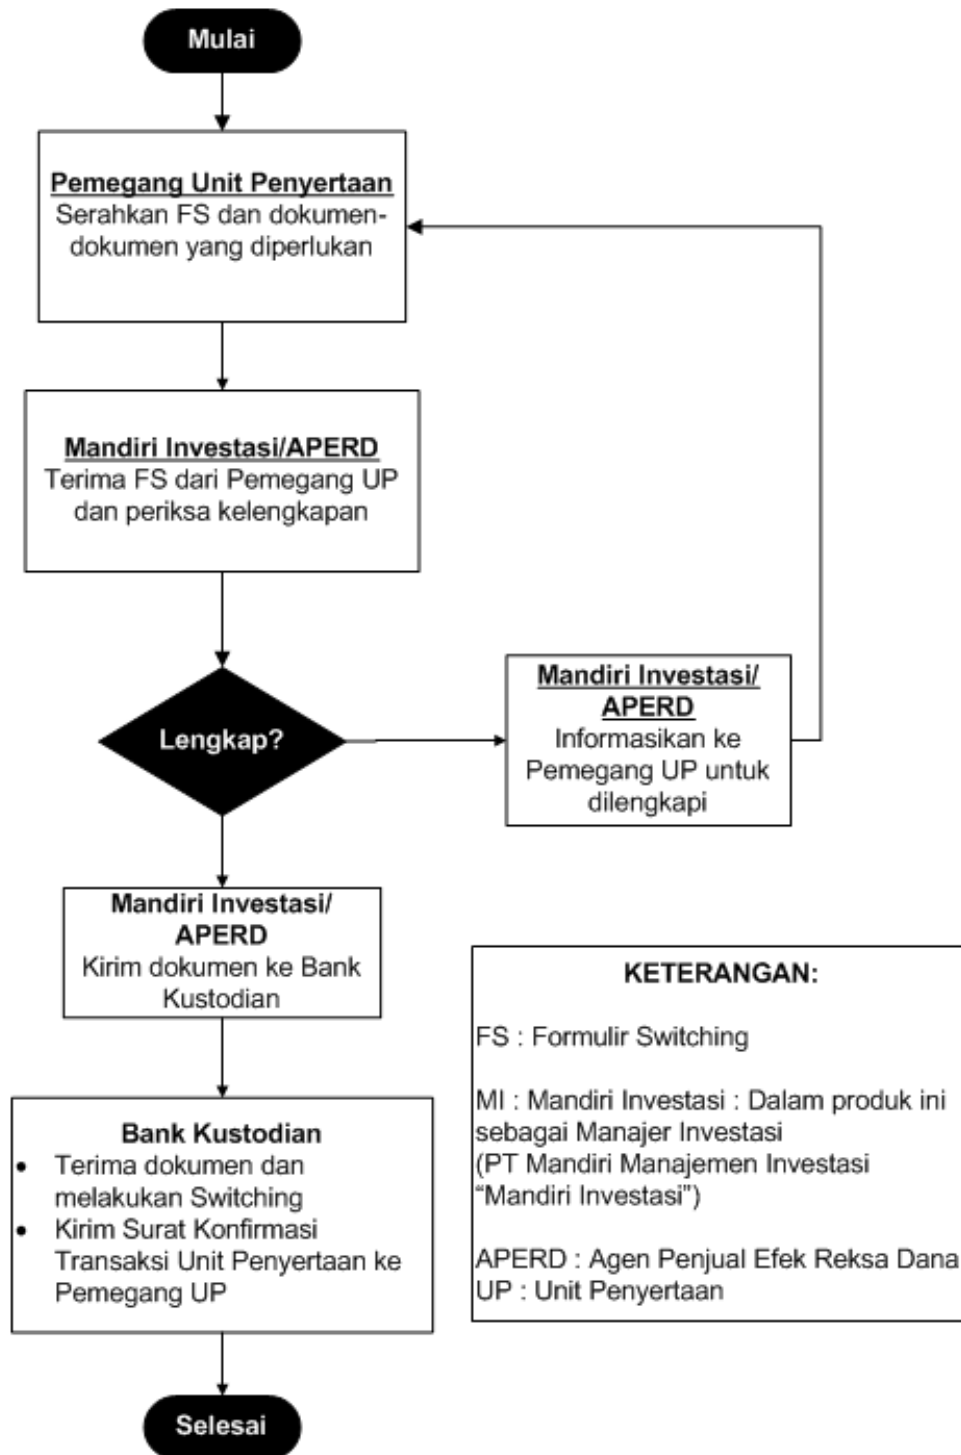 Mulai
Pemegang Unit Penyertaan
Serahkan FS dan dokumen-
dokumen yang diperlukan
Mandiri Investasi/APERD
Terima FS dari Pemegang UP
dan periksa kelengkapan
Lengkap?
Mandiri Investasi/
APERD
Informasikan ke
Pemegang UP untuk
dilengkapi
Mandiri Investasi/
APERD
Kirim dokumen ke Bank
Kustodian
Bank Kustodian
• Terima dokumen dan
melakukan Switching
• Kirim Surat Konfirmasi
Transaksi Unit Penyertaan ke
Pemegang UP
Selesai
KETERANGAN:
FS : Formulir Switching
MI : Mandiri Investasi : Dalam produk ini
sebagai Manajer Investasi
(PT Mandiri Manajemen Investasi
“Mandiri Investasi”)
APERD : Agen Penjual Efek Reksa Dana
UP : Unit Penyertaan